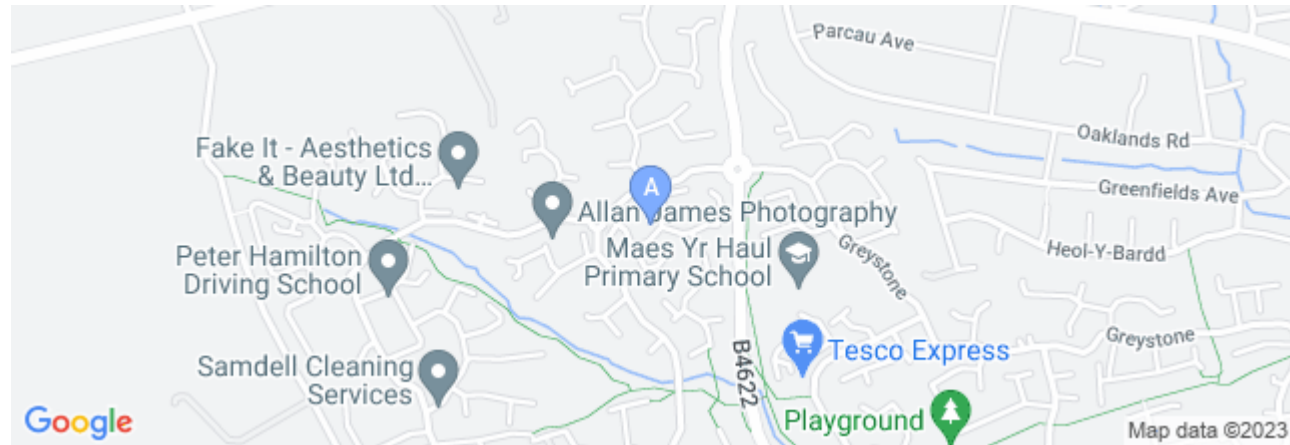 Parcau Ave
Oaklands Rd
Fake It - Aesthetics
& Beauty Ltd...
Greenfields Ave
A
Allan James Photography
Maes Yr Haul
Primary School
Greystone
Heol-Y-Bardd
Peter Hamilton
Driving School
Greystone
B4622
Tesco Express
Samdell Cleaning
Services
Playground
Google
Map data ©2023